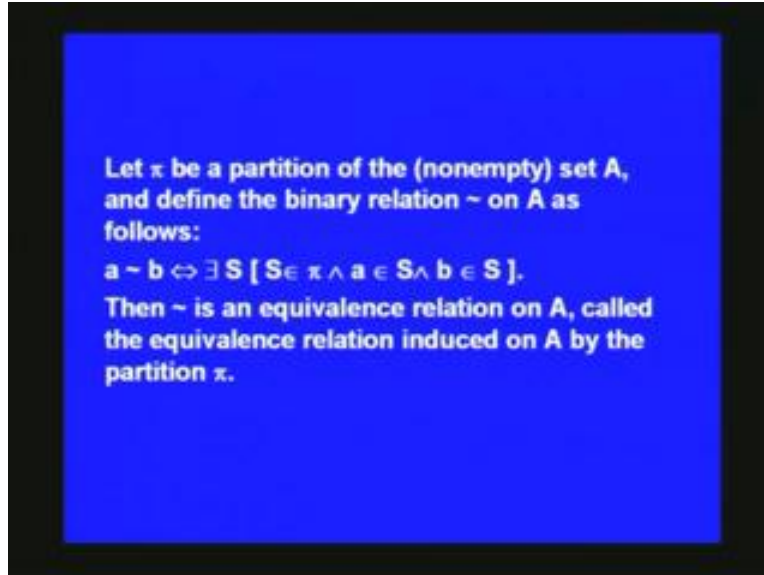 Let π be a partition of the (nonempty) set A,
and define the binary relation ~ on A as
follows:
a ~ b ⇔ ∃ S [ S∈ π ∧ a ∈ S∧ b ∈ S ].
Then ~ is an equivalence relation on A, called
the equivalence relation induced on A by the
partition π.